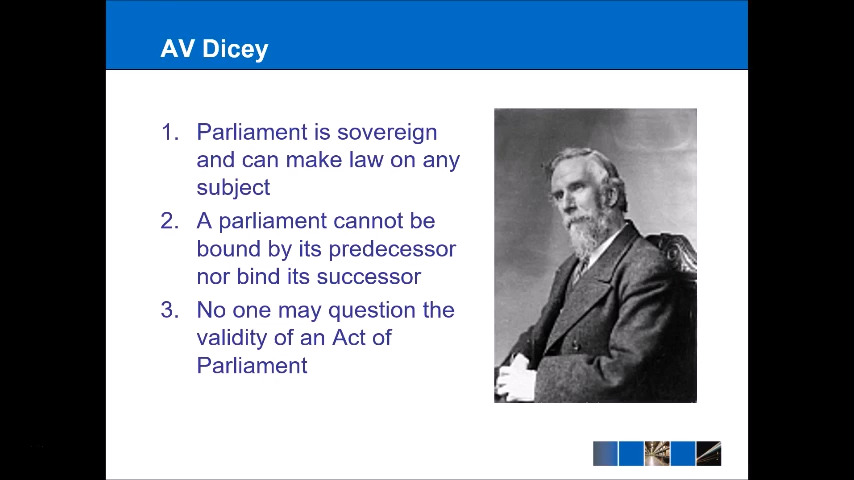 AV Dicey
1. Parliament is sovereign
and can make law on any
subject
2. A parliament cannot be
bound by its predecessor
nor bind its successor
3. No one may question the
validity of an Act of
Parliament